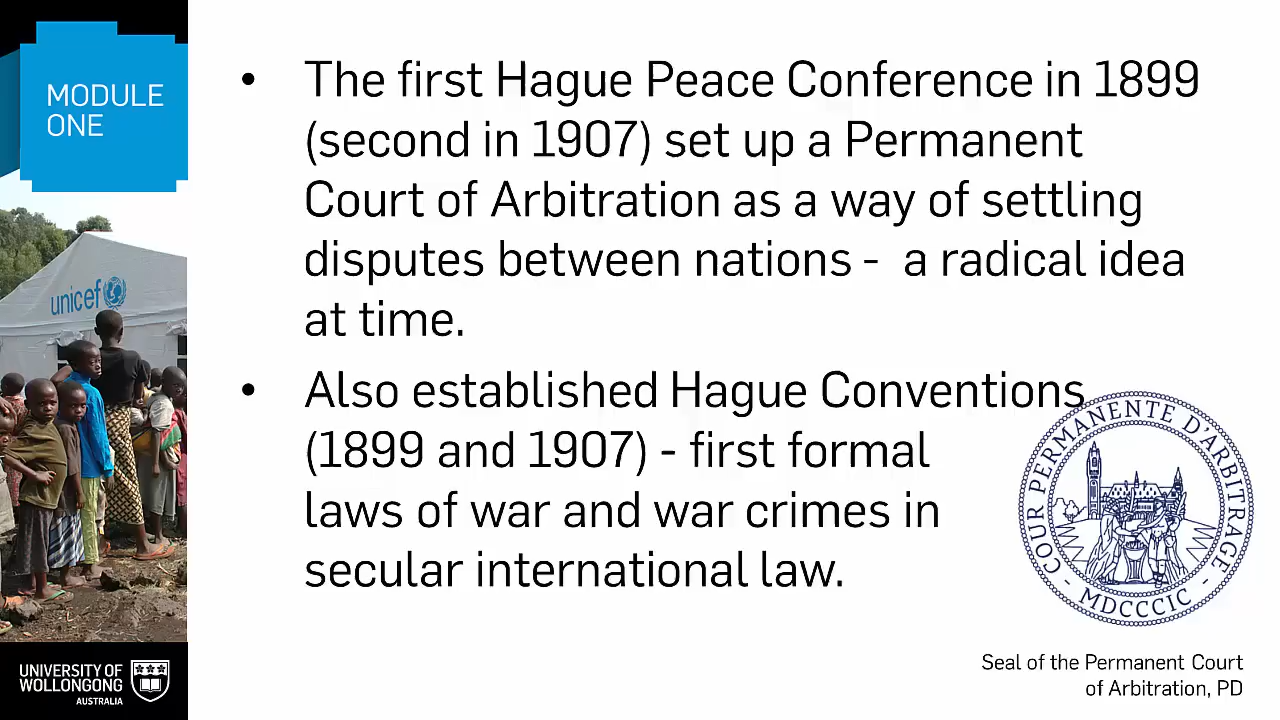 MODULE
ONE
unicef
UNIVERSITY OF
WOLLONGONG
AUSTRALIA
• The first Hague Peace Conference in 1899
(second in 1907) set up a Permanent
Court of Arbitration as a way of settling
disputes between nations - a radical idea
at time.
• Also established Hague Conventions
(1899 and 1907) - first formal
laws of war and war crimes in
secular international law.
COUR PERMANENTE D'ARBITRAGE
- MDCCCIC -
Seal of the Permanent Court
of Arbitration, PD